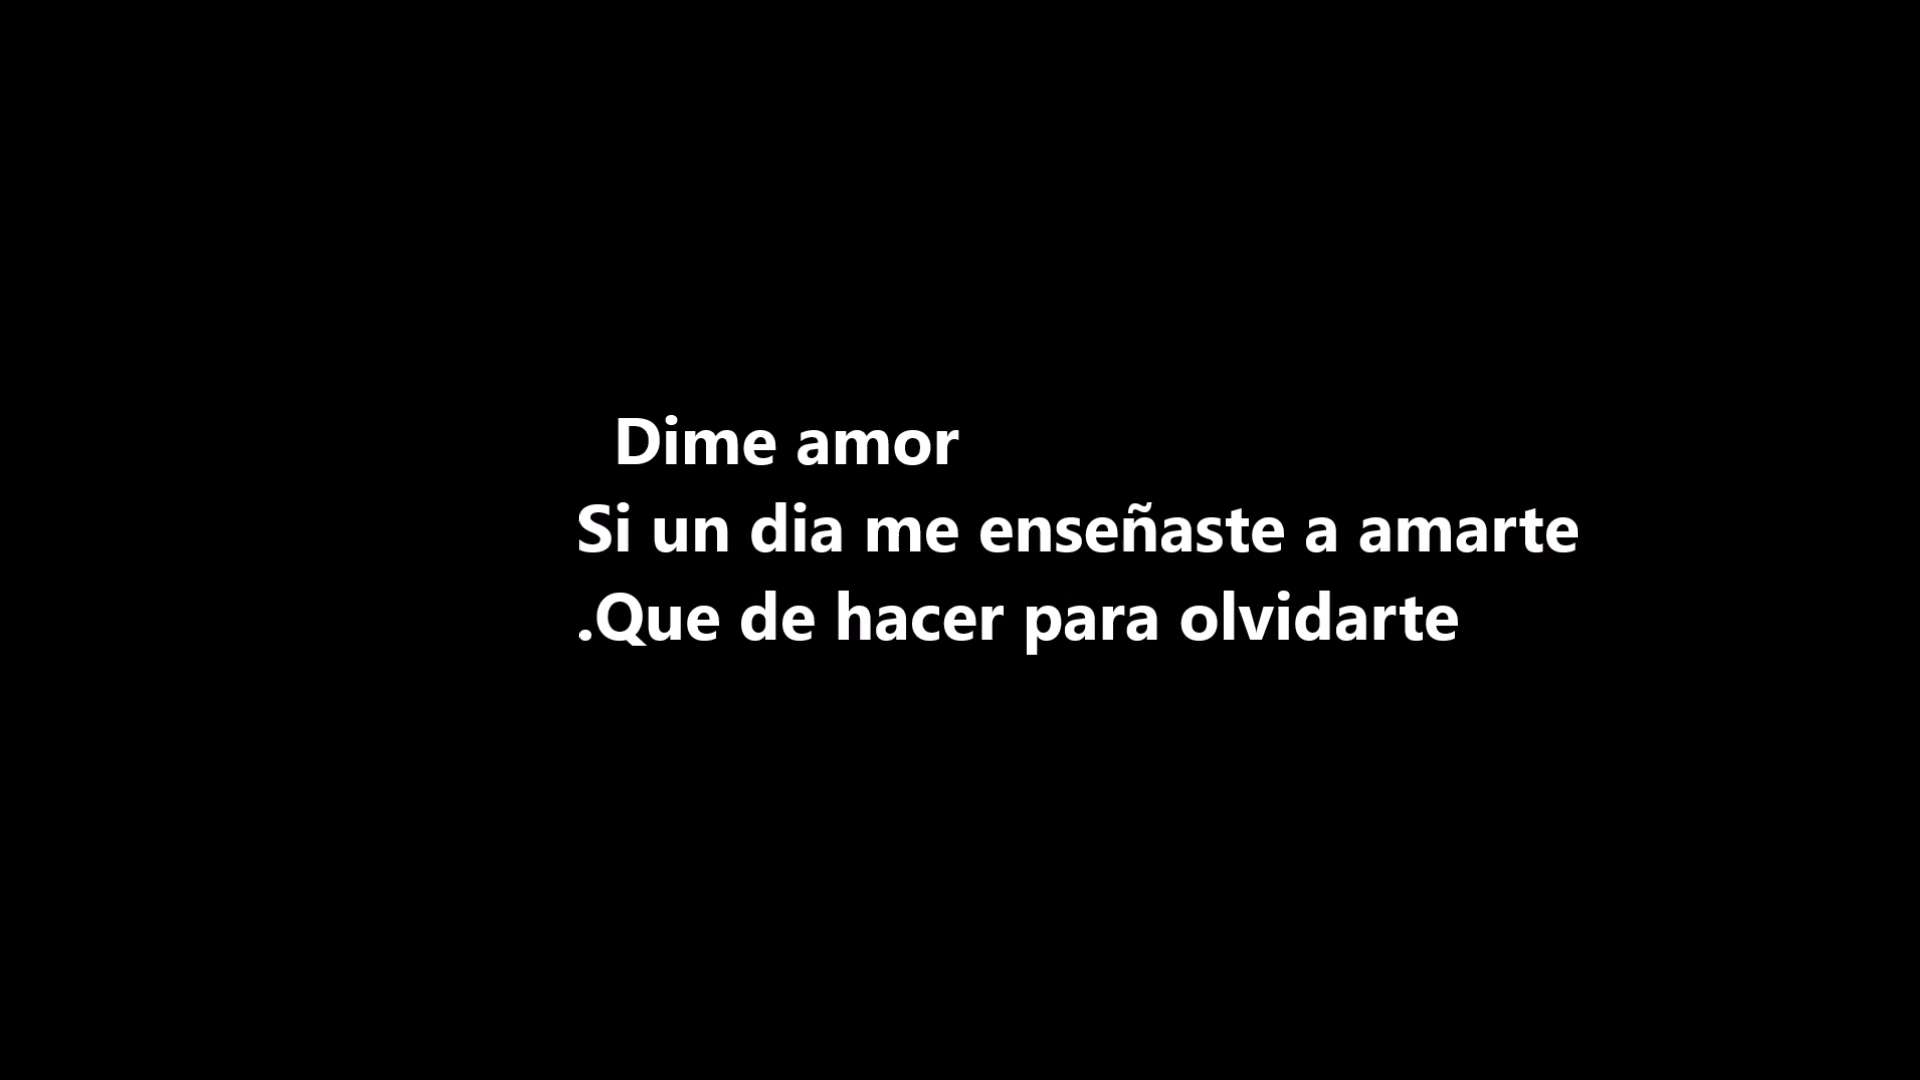 Dime amor
Si un dia me enseñaste a amarte
.Que de hacer para olvidarte